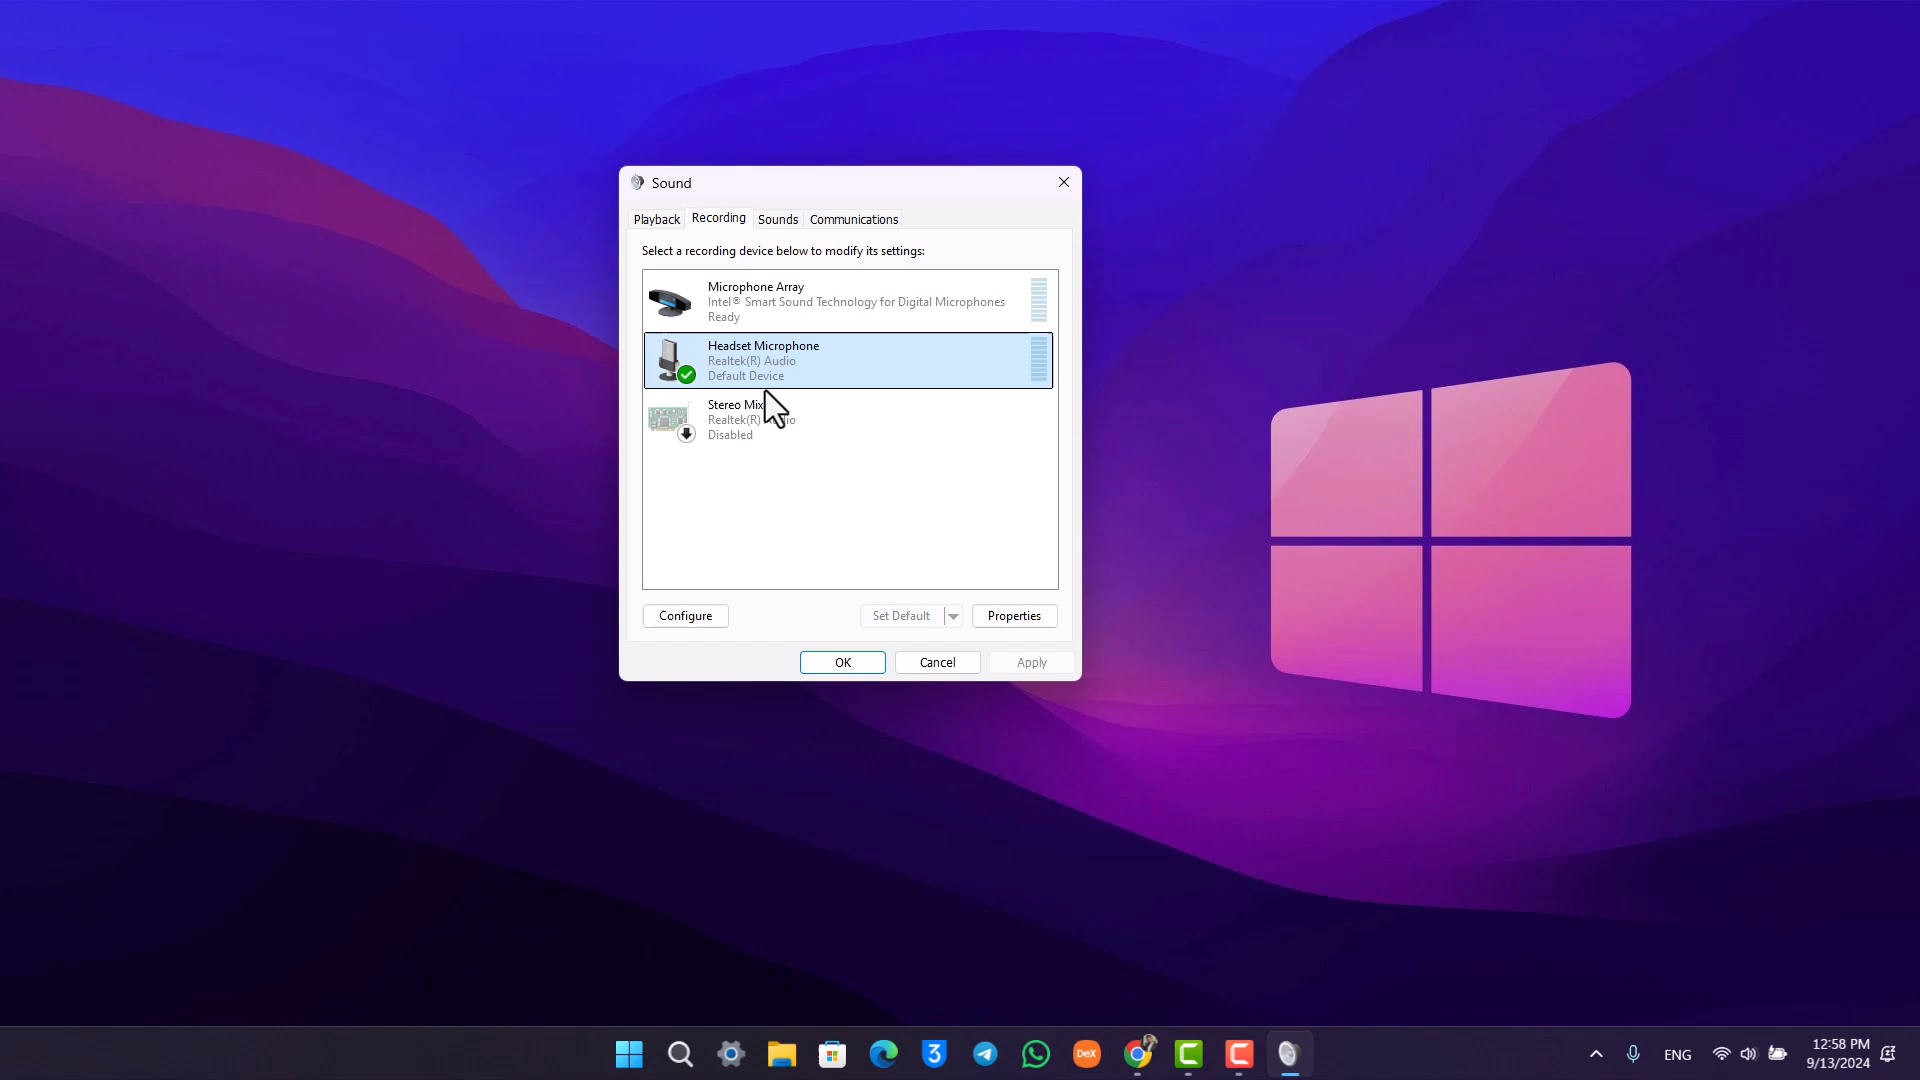 Sound
Playback
Recording
Sounds
Communications
Select a recording device below to modify its settings:
Microphone Array
Intel® Smart Sound Technology for Digital Microphones
Ready
Headset Microphone
Realtek(R) Audio
Default Device
Stereo Mix
Realtek(R)
Disabled
Configure
Set Default
Properties
OK
Cancel
Apply
3
DeX
ENG
12:58 PM
9/13/2024